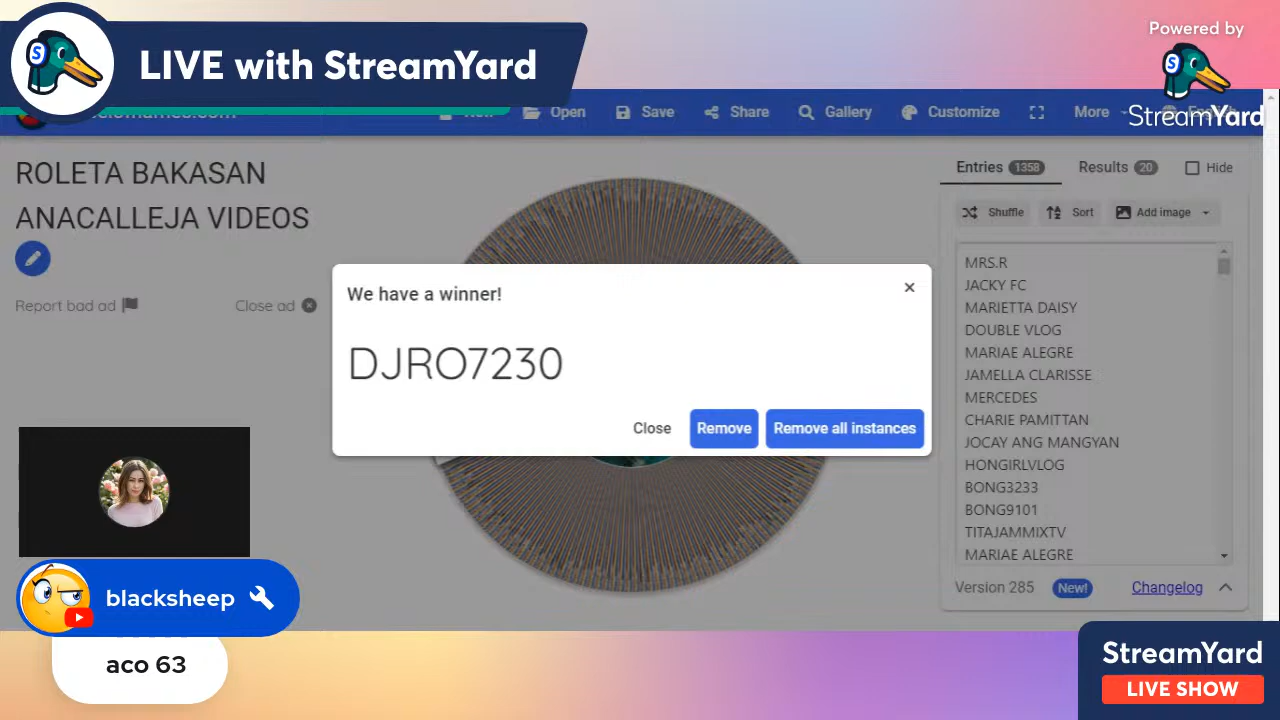 LIVE with StreamYard
Powered by
StreamYard
Open
Save
Share
Gallery
Customize
More
ROLETA BAKASAN
ANACALLEJA VIDEOS
Report bad ad
Close ad
Entries 1358
Results 20
Hide
Shuffle
Sort
Add image
MRS.R
JACKY FC
MARIETTA DAISY
DOUBLE VLOG
MARIAE ALEGRE
JAMELLA CLARISSE
MERCEDES
CHARIE PAMITTAN
JOCAY ANG MANGYAN
HONGIRLVLOG
BONG3233
BONG9101
TITAJAMMIXTV
MARIAE ALEGRE
Version 285
New!
Changelog
We have a winner!
DJRO7230
Close
Remove
Remove all instances
blacksheep
aco 63
StreamYard
LIVE SHOW